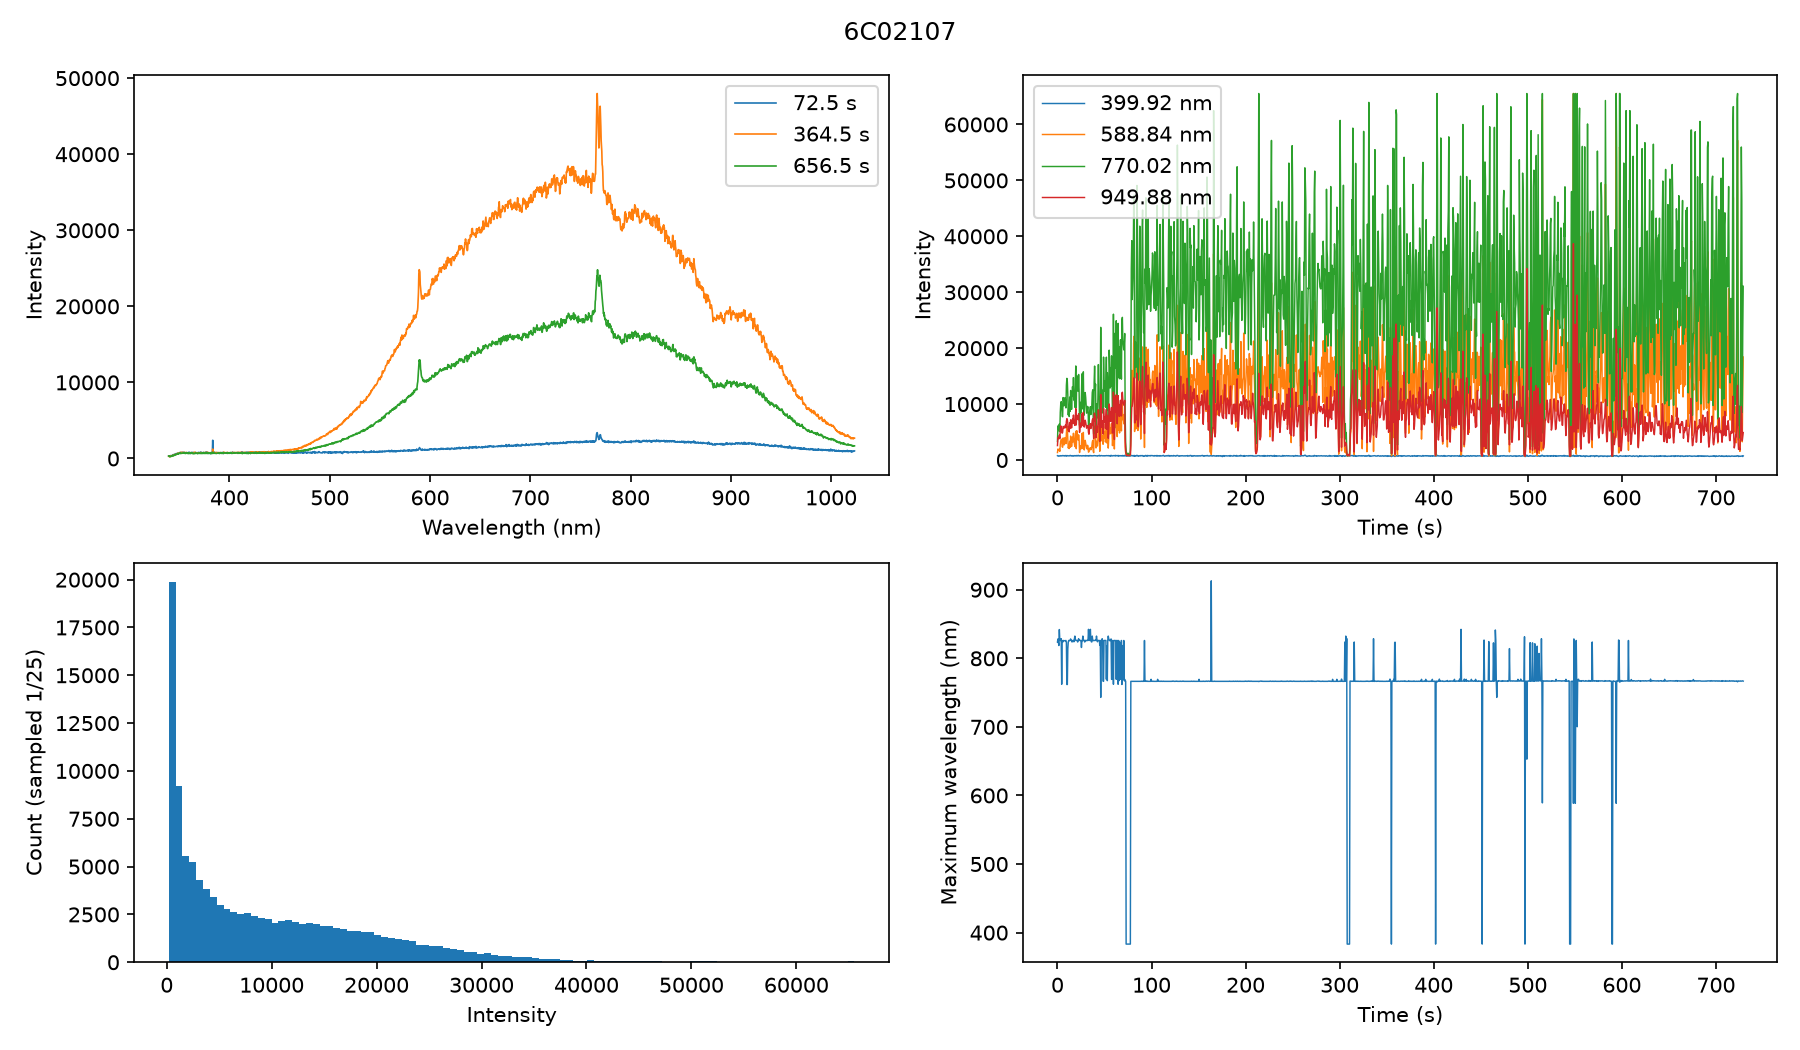 6C02107
50000
40000
30000
20000
10000
0
Intensity
400 500 600 700 800 900 1000
Wavelength (nm)
72.5 s
364.5 s
656.5 s
60000
50000
40000
30000
20000
10000
0
Intensity
0 100 200 300 400 500 600 700
Time (s)
399.92 nm
588.84 nm
770.02 nm
949.88 nm
20000
17500
15000
12500
10000
7500
5000
2500
0
Count (sampled 1/25)
0 10000 20000 30000 40000 50000 60000
Intensity
900
800
700
600
500
400
Maximum wavelength (nm)
0 100 200 300 400 500 600 700
Time (s)